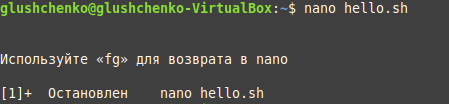 glushchenko@glushchenko-VirtualBox:~$ nano hello.sh
Используйте «fg» для возврата в nano
[1]+  Остановлен    nano hello.sh